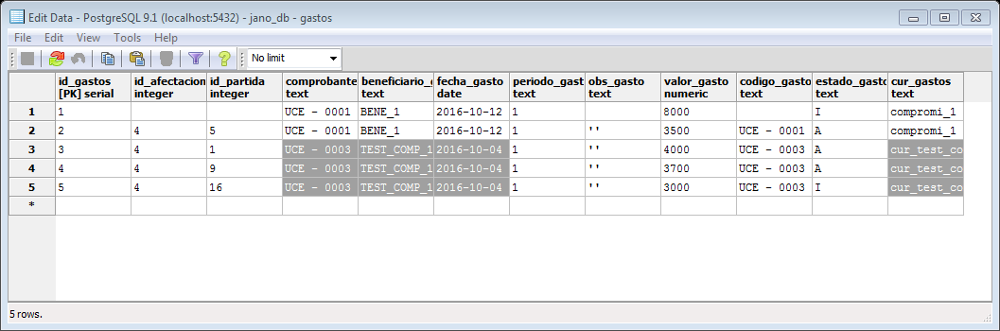 Edit Data - PostgreSQL 9.1 (localhost:5432) - jano_db - gastos
File Edit View Tools Help
No limit
id_gastos id_afectacion id_partida comprobante beneficiario_g fecha_gasto periodo_gast obs_gasto valor_gasto codigo_gasto estado_gasto cur_gastos
[PK] serial integer integer text text date text text numeric text text text
1 1 UCE - 0001 BENE_1 2016-10-12 1 8000 I compromi_1
2 2 4 5 UCE - 0001 BENE_1 2016-10-12 1 '' 3500 UCE - 0001 A compromi_1
3 3 4 1 UCE - 0003 TEST_COMP_1 2016-10-04 1 '' 4000 UCE - 0003 A cur_test_co
4 4 4 9 UCE - 0003 TEST_COMP_1 2016-10-04 1 '' 3700 UCE - 0003 A cur_test_co
5 5 4 16 UCE - 0003 TEST_COMP_1 2016-10-04 1 '' 3000 UCE - 0003 I cur_test_co
*
5 rows.